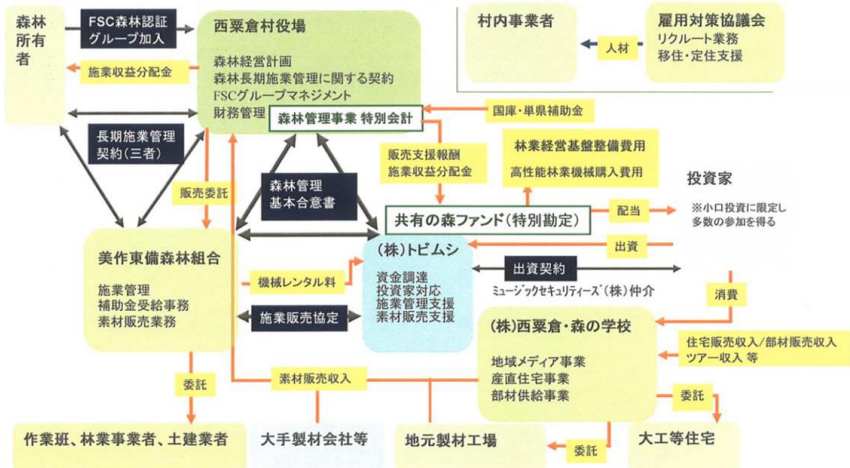 森林
所有
者
FSC森林認証
グループ加入
施業収益分配金
西粟倉村役場
森林経営計画
森林長期施業管理に関する契約
FSCグループマネジメント
財務管理
森林管理事業 特別会計
村内事業者
人材
雇用対策協議会
リクルート業務
移住・定住支援
国庫・単県補助金
長期施業管理
契約(三者)
販売委託
森林管理
基本合意書
販売支援報酬
施業収益分配金
林業経営基盤整備費用
高性能林業機械購入費用
共有の森ファンド(特別勘定)
配当
投資家
※小口投資に限定し
多数の参加を得る
出資
美作東備森林組合
施業管理
補助金受給事務
素材販売業務
機械レンタル料
施業販売協定
(株)トビムシ
資金調達
投資家対応
施業管理支援
素材販売支援
出資契約
ミュージックセキュリティーズ(株)仲介
消費
(株)西粟倉・森の学校
地域メディア事業
産直住宅事業
部材供給事業
住宅販売収入/部材販売収入
ツアー収入 等
委託
素材販売収入
委託
委託
作業班、林業事業者、土建業者
大手製材会社等
地元製材工場
大工等住宅